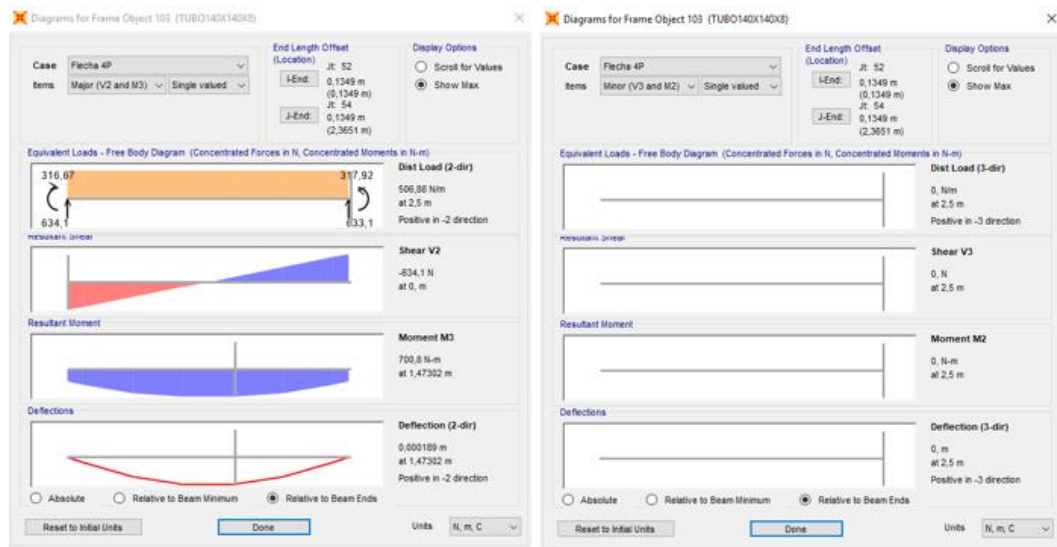 Diagrams for Frame Object 103 (TUBO140X140X8)
Case Flecha 4P
Items Major (V2 and M3) Single valued
End Length Offset
(Location)
Jt: 52
I-End: 0,1349 m
(0,1349 m)
Jt: 54
J-End: 0,1349 m
(2,3651 m)
Display Options
Scroll for Values
Show Max
Equivalent Loads - Free Body Diagram (Concentrated Forces in N, Concentrated Moments in N-m)
316,67 317,92
634,1 633,1
Dist Load (2-dir)
506,88 N/m
at 2,5 m
Positive in -2 direction
Resultant Shear
Shear V2
-634,1 N
at 0, m
Resultant Moment
Moment M3
700,8 N-m
at 1,47302 m
Deflections
Deflection (2-dir)
0,000189 m
at 1,47302 m
Positive in -2 direction
Absolute Relative to Beam Minimum Relative to Beam Ends
Reset to Initial Units Done Units N, m, C
Diagrams for Frame Object 103 (TUBO140X140X8)
Case Flecha 4P
Items Minor (V3 and M2) Single valued
End Length Offset
(Location)
Jt: 52
I-End: 0,1349 m
(0,1349 m)
Jt: 54
J-End: 0,1349 m
(2,3651 m)
Display Options
Scroll for Values
Show Max
Equivalent Loads - Free Body Diagram (Concentrated Forces in N, Concentrated Moments in N-m)
Dist Load (3-dir)
0, N/m
at 2,5 m
Positive in -3 direction
Resultant Shear
Shear V3
0, N
at 2,5 m
Resultant Moment
Moment M2
0, N-m
at 2,5 m
Deflections
Deflection (3-dir)
0, m
at 2,5 m
Positive in -3 direction
Absolute Relative to Beam Minimum Relative to Beam Ends
Reset to Initial Units Done Units N, m, C